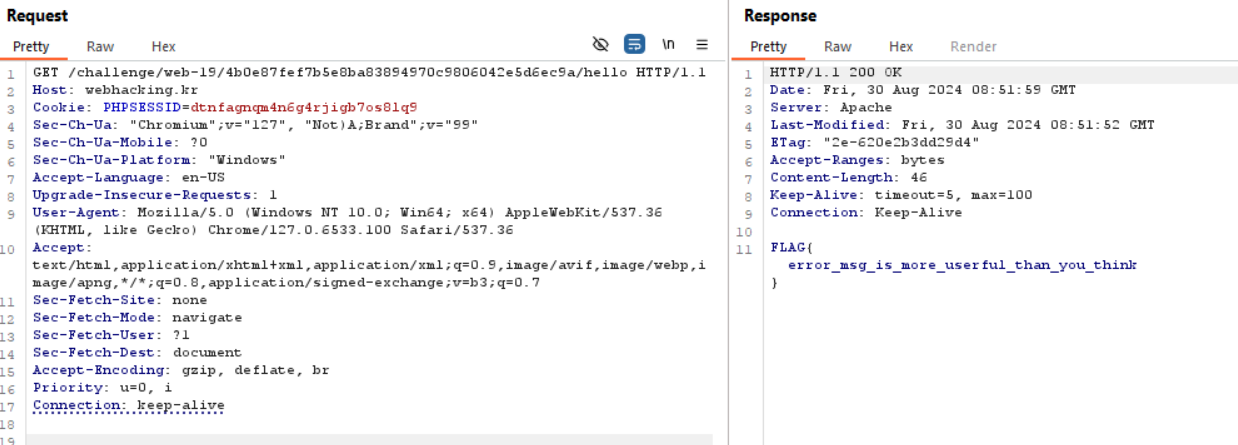 Request
Pretty Raw Hex \n
1 GET /challenge/web-19/4b0e87fef7b5e8ba83894970c9806042e5d6ec9a/hello HTTP/1.1
2 Host: webhacking.kr
3 Cookie: PHPSESSID=dtnfagnqm4n6g4rjigb7os8lq9
4 Sec-Ch-Ua: "Chromium";v="127", "Not)A;Brand";v="99"
5 Sec-Ch-Ua-Mobile: ?0
6 Sec-Ch-Ua-Platform: "Windows"
7 Accept-Language: en-US
8 Upgrade-Insecure-Requests: 1
9 User-Agent: Mozilla/5.0 (Windows NT 10.0; Win64; x64) AppleWebKit/537.36
(KHTML, like Gecko) Chrome/127.0.6533.100 Safari/537.36
10 Accept:
text/html,application/xhtml+xml,application/xml;q=0.9,image/avif,image/webp,i
mage/apng,*/*;q=0.8,application/signed-exchange;v=b3;q=0.7
11 Sec-Fetch-Site: none
12 Sec-Fetch-Mode: navigate
13 Sec-Fetch-User: ?1
14 Sec-Fetch-Dest: document
15 Accept-Encoding: gzip, deflate, br
16 Priority: u=0, i
17 Connection: keep-alive
18
19
Response
Pretty Raw Hex Render
1 HTTP/1.1 200 OK
2 Date: Fri, 30 Aug 2024 08:51:59 GMT
3 Server: Apache
4 Last-Modified: Fri, 30 Aug 2024 08:51:52 GMT
5 ETag: "2e-620e2b3dd29d4"
6 Accept-Ranges: bytes
7 Content-Length: 46
8 Keep-Alive: timeout=5, max=100
9 Connection: Keep-Alive
10
11 FLAG{
error_msg_is_more_userful_than_you_think
}